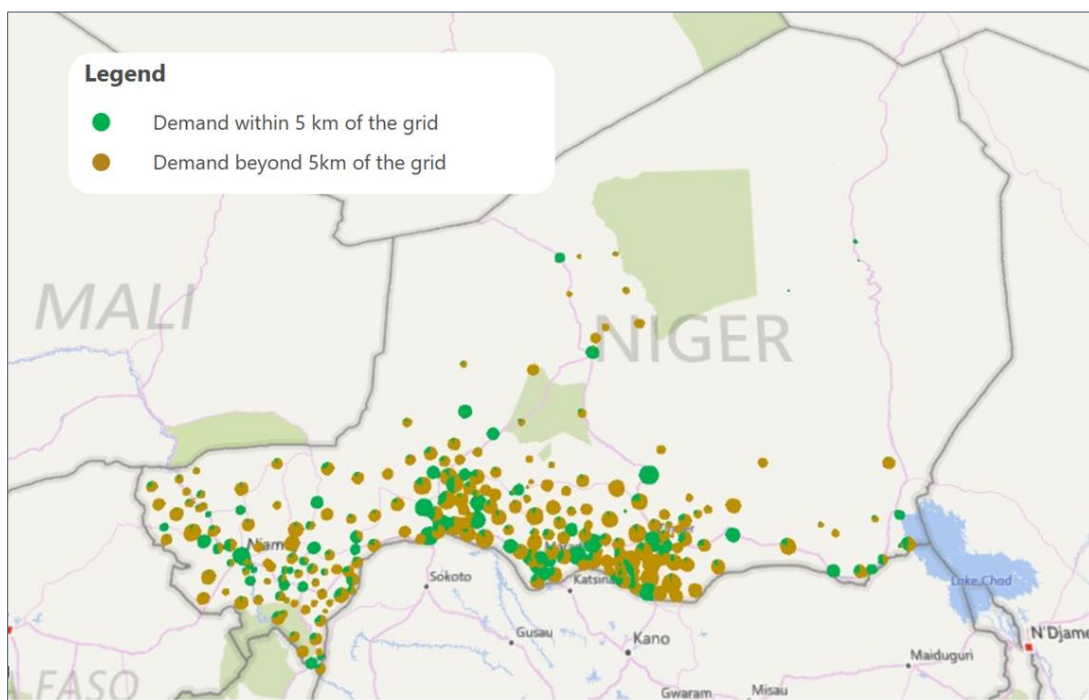 Legend
Demand within 5 km of the grid
Demand beyond 5km of the grid
MALI
NIGER
Sokoto
Katsina
Lake Chad
Gusau
Kano
N'Djame
Maiduguri
FASO
Gwaram
Misau